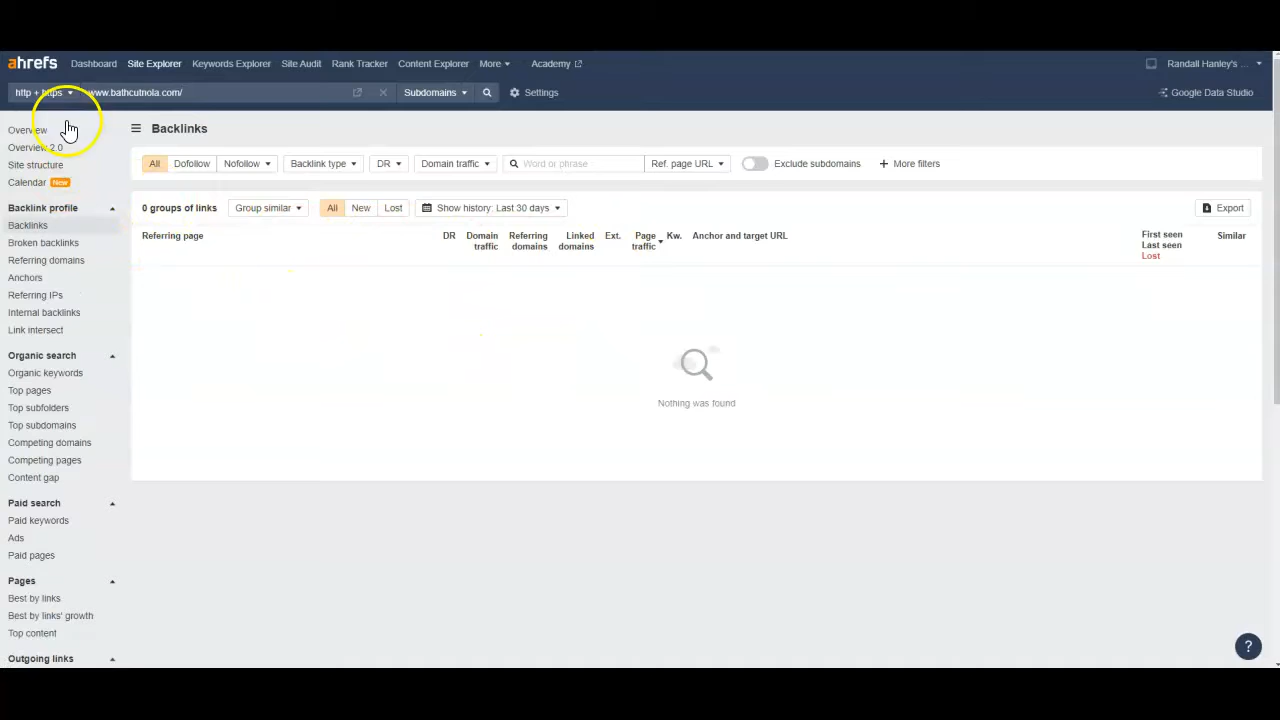 ahrefs Dashboard Site Explorer Keywords Explorer Site Audit Rank Tracker Content Explorer More Academy Randall Hanley's ...
http + https www.bathcutnola.com/ Subdomains Settings Google Data Studio
Overview
Overview 2.0
Site structure
Calendar New
Backlink profile
Backlinks
Broken backlinks
Referring domains
Anchors
Referring IPs
Internal backlinks
Link intersect
Organic search
Organic keywords
Top pages
Top subfolders
Top subdomains
Competing domains
Competing pages
Content gap
Paid search
Paid keywords
Ads
Paid pages
Pages
Best by links
Best by links' growth
Top content
Outgoing links
Backlinks
All Dofollow Nofollow Backlink type DR Domain traffic Word or phrase Ref. page URL Exclude subdomains + More filters
0 groups of links Group similar All New Lost Show history: Last 30 days Export
Referring page DR Domain traffic Referring domains Linked domains Ext. Page traffic Kw. Anchor and target URL First seen Last seen Lost Similar
Nothing was found
?